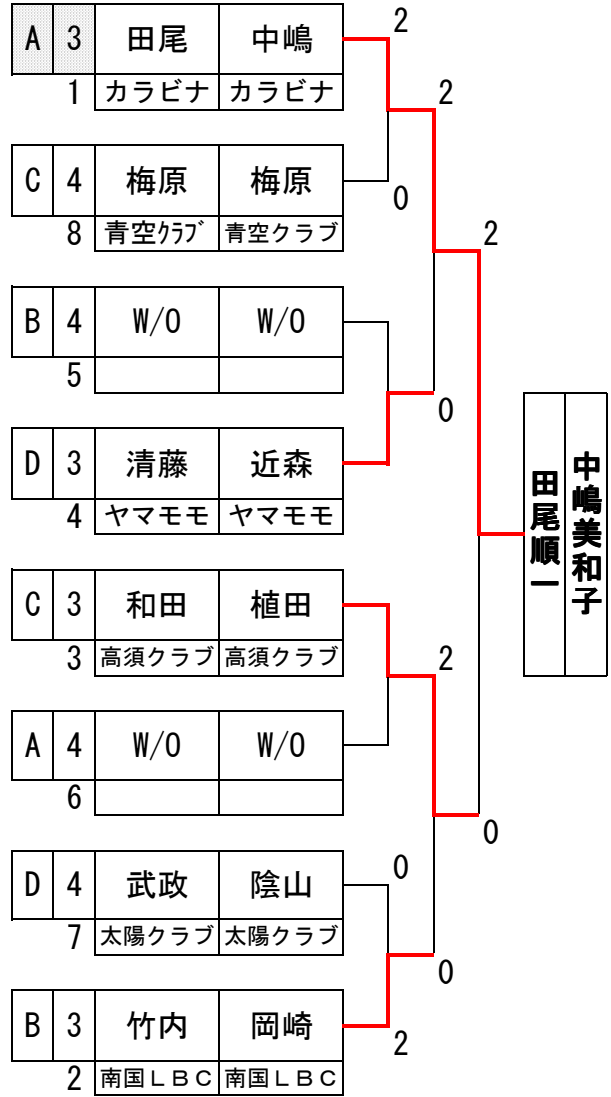 A 3 田尾 中嶋 2
1 カラビナ カラビナ 2
C 4 梅原 梅原 0
8 青空ｸﾗﾌﾞ 青空クラブ 2
B 4 W/O W/O
5 0
D 3 清藤 近森
4 ヤマモモ ヤマモモ
C 3 和田 植田
3 高須クラブ 高須クラブ 2
A 4 W/O W/O
6 0
D 4 武政 陰山 0
7 太陽クラブ 太陽クラブ 0
B 3 竹内 岡崎 2
2 南国ＬＢＣ 南国ＬＢＣ
中嶋美和子
田尾順一